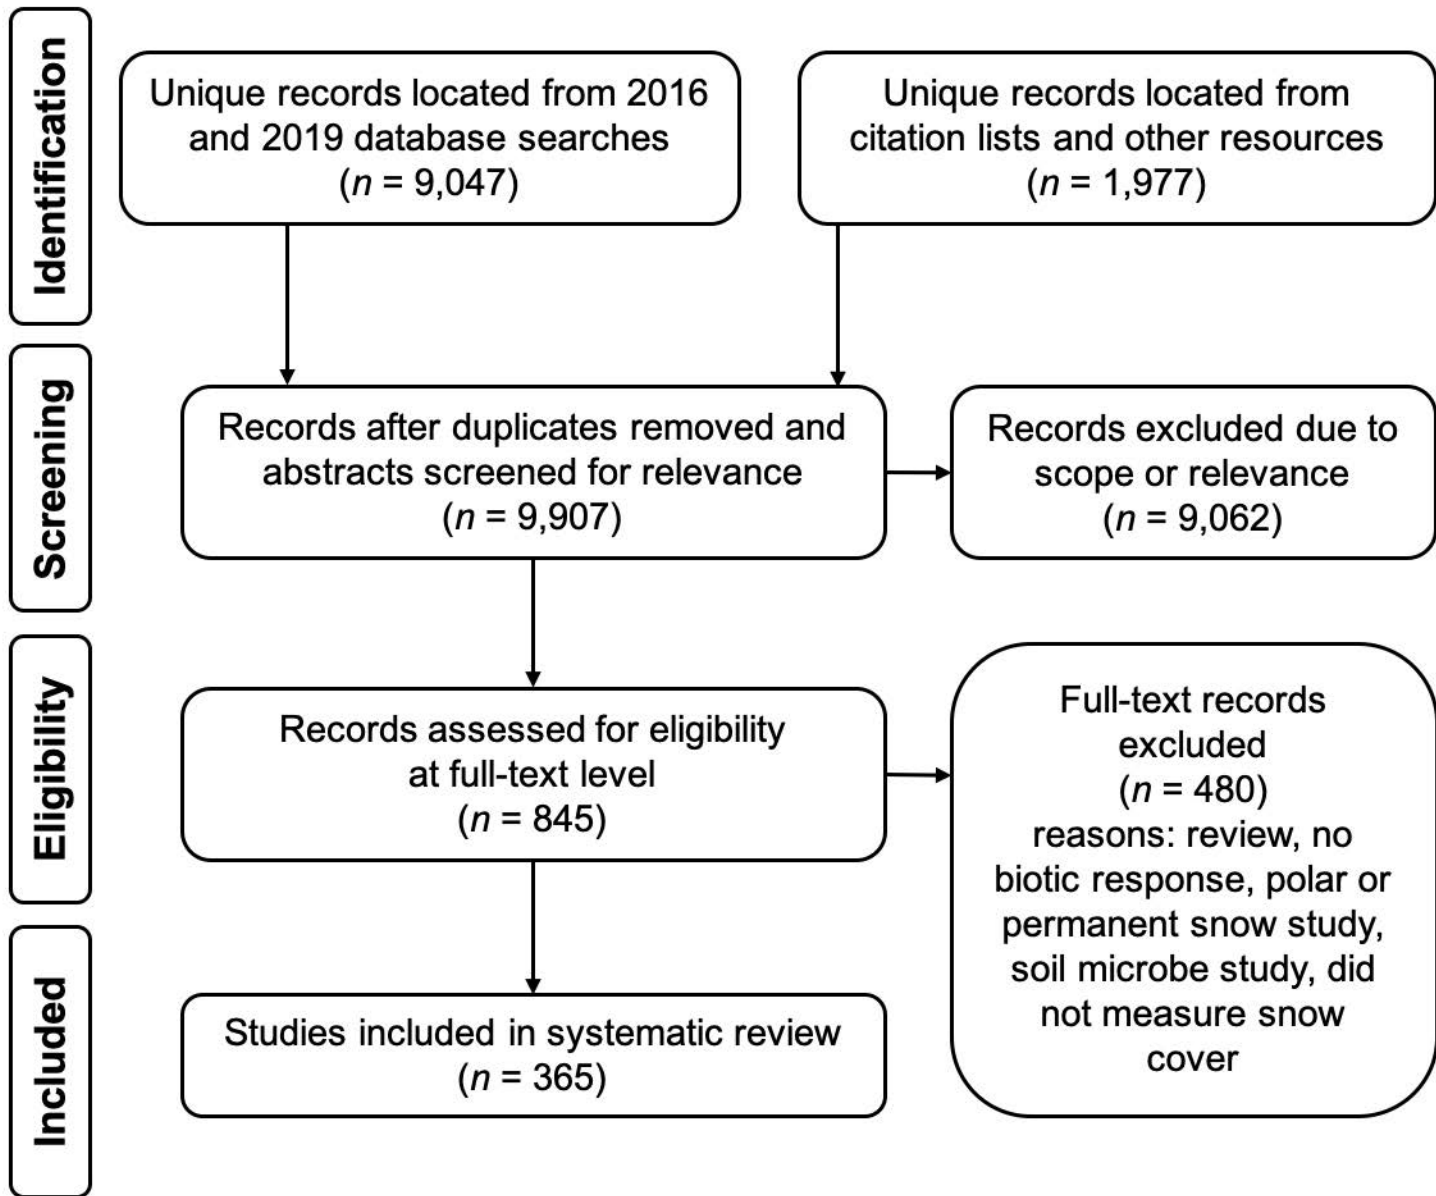 Identification
Unique records located from 2016
and 2019 database searches
(n = 9,047)
Unique records located from
citation lists and other resources
(n = 1,977)
Screening
Records after duplicates removed and
abstracts screened for relevance
(n = 9,907)
Records excluded due to
scope or relevance
(n = 9,062)
Eligibility
Records assessed for eligibility
at full-text level
(n = 845)
Full-text records
excluded
(n = 480)
reasons: review, no
biotic response, polar or
permanent snow study,
soil microbe study, did
not measure snow
cover
Included
Studies included in systematic review
(n = 365)